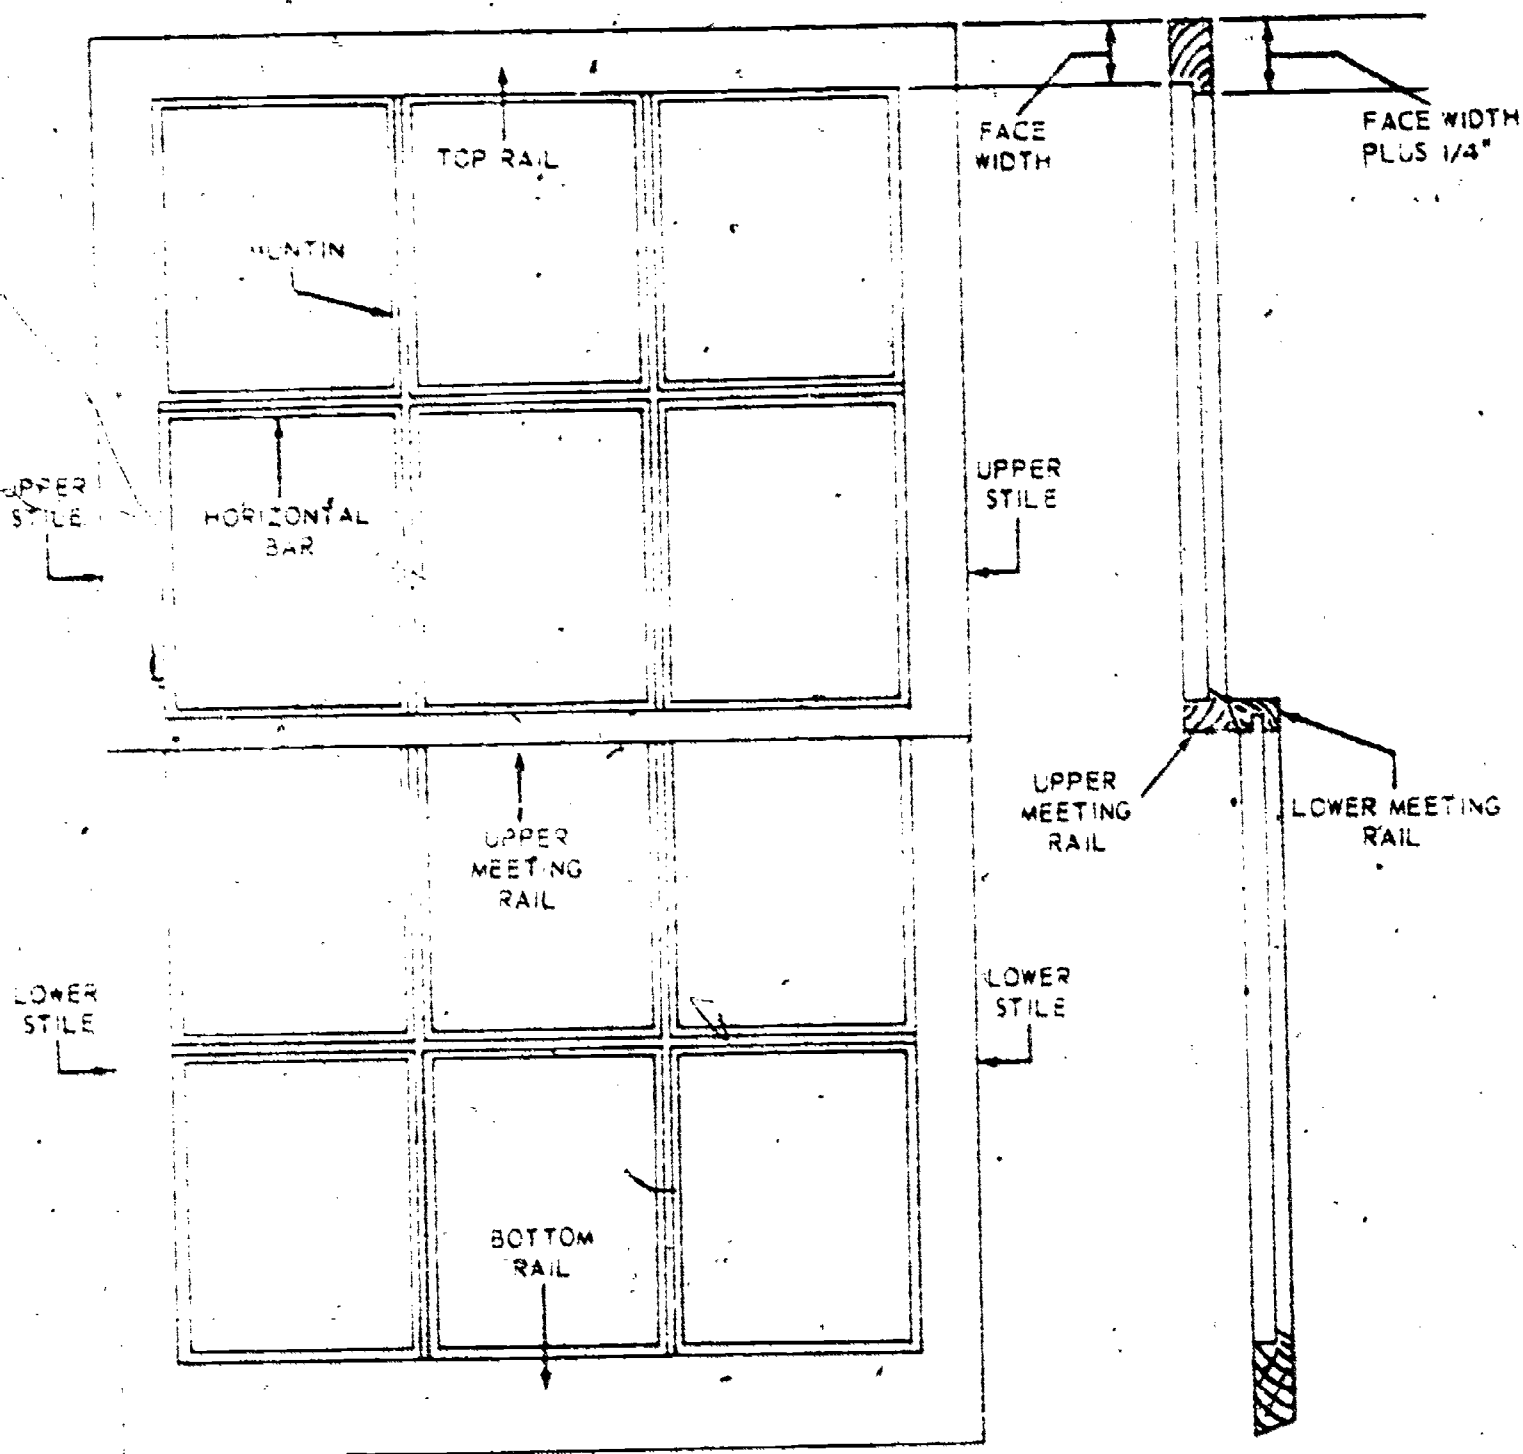 FACE
WIDTH
FACE WIDTH
PLUS 1/4"
TOP RAIL
MUNTIN
UPPER
STILE
HORIZONTAL
BAR
UPPER
STILE
UPPER
MEETING
RAIL
UPPER
MEETING
RAIL
LOWER MEETING
RAIL
LOWER
STILE
LOWER
STILE
BOTTOM
RAIL